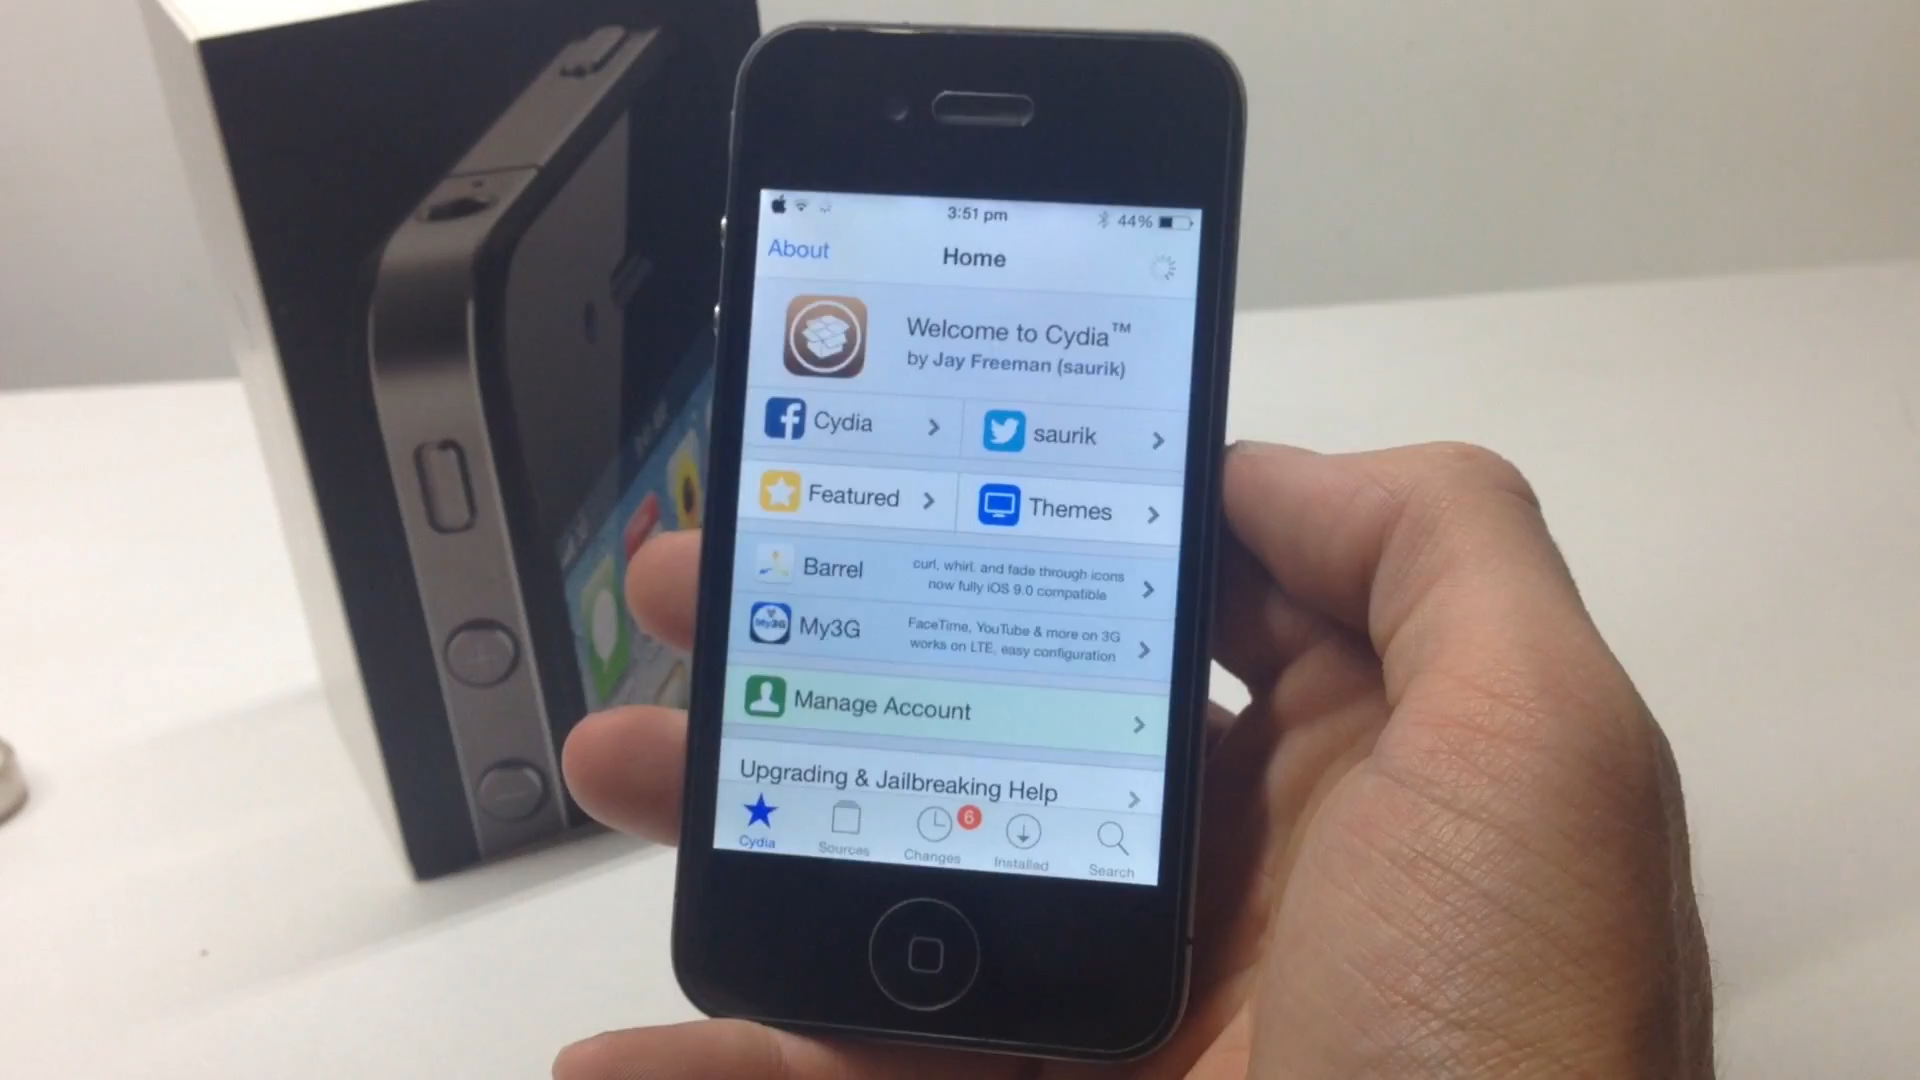 3:51 pm
44%
About
Home
Welcome to Cydia™
by Jay Freeman (saurik)
Cydia
saurik
Featured
Themes
Barrel
curl, whirl, and fade through icons
now fully iOS 9.0 compatible
My3G
My3G
FaceTime, YouTube & more on 3G
works on LTE, easy configuration
Manage Account
Upgrading & Jailbreaking Help
6
Cydia
Sources
Changes
Installed
Search